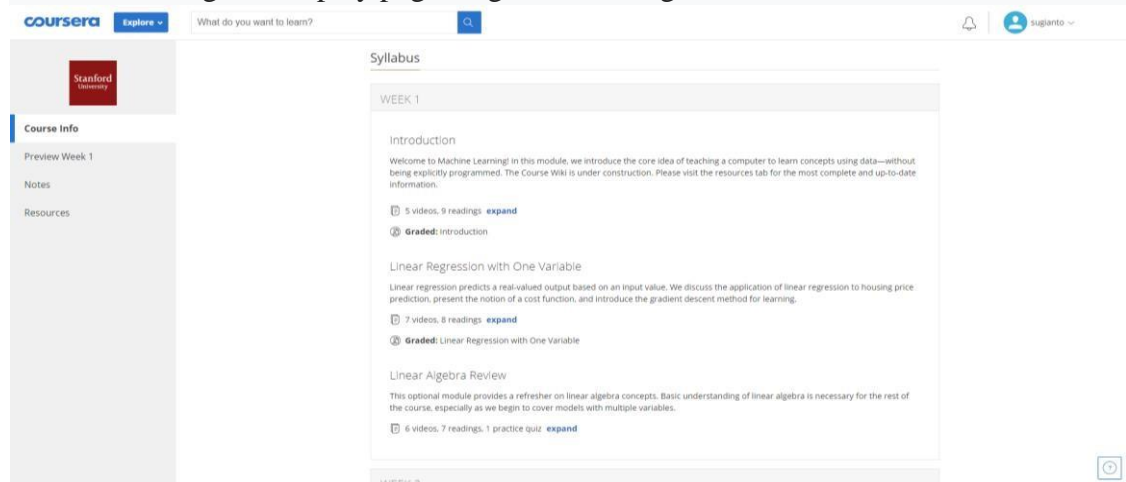 coursera
Explore
What do you want to learn?
sugianto
Stanford
University
Course Info
Preview Week 1
Notes
Resources
Syllabus
WEEK 1
Introduction
Welcome to Machine Learning! In this module, we introduce the core idea of teaching a computer to learn concepts using data—without
being explicitly programmed. The Course Wiki is under construction. Please visit the resources tab for the most complete and up-to-date
information.
5 videos, 9 readings expand
Graded: Introduction
Linear Regression with One Variable
Linear regression predicts a real-valued output based on an input value. We discuss the application of linear regression to housing price
prediction, present the notion of a cost function, and introduce the gradient descent method for learning.
7 videos, 8 readings expand
Graded: Linear Regression with One Variable
Linear Algebra Review
This optional module provides a refresher on linear algebra concepts. Basic understanding of linear algebra is necessary for the rest of
the course, especially as we begin to cover models with multiple variables.
6 videos, 7 readings, 1 practice quiz expand